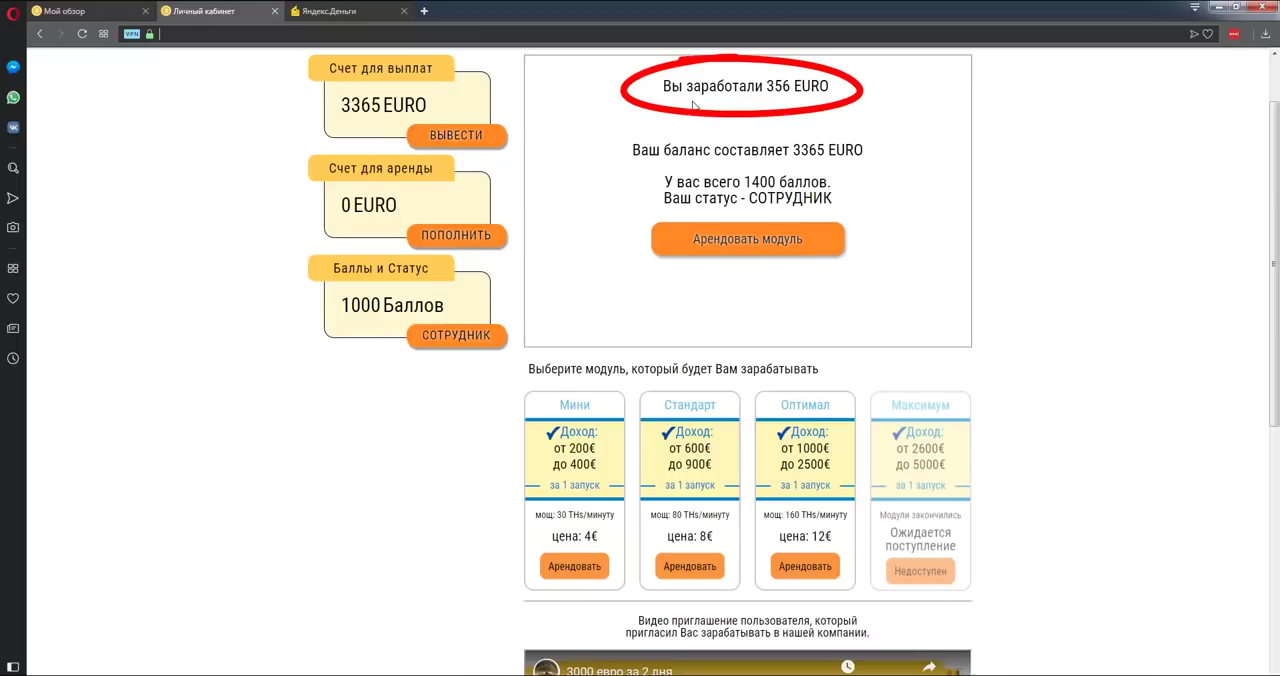 Мой обзор
Личный кабинет
Яндекс.Деньги
VPN
Счет для выплат
3365 EURO
ВЫВЕСТИ
Счет для аренды
0 EURO
ПОПОЛНИТЬ
Баллы и Статус
1000 Баллов
СОТРУДНИК
Вы заработали 356 EURO
Ваш баланс составляет 3365 EURO
У вас всего 1400 баллов.
Ваш статус - СОТРУДНИК
Арендовать модуль
Выберите модуль, который будет Вам зарабатывать
Мини
Доход:
от 200€
до 400€
за 1 запуск
мощ: 30 THs/минуту
цена: 4€
Арендовать
Стандарт
Доход:
от 600€
до 900€
за 1 запуск
мощ: 80 THs/минуту
цена: 8€
Арендовать
Оптимал
Доход:
от 1000€
до 2500€
за 1 запуск
мощ: 160 THs/минуту
цена: 12€
Арендовать
Максимум
Доход:
от 2600€
до 5000€
за 1 запуск
Модули закончились
Ожидается
поступление
Недоступен
Видео приглашение пользователя, который
пригласил Вас зарабатывать в нашей компании.
3000 евро за 2 дня